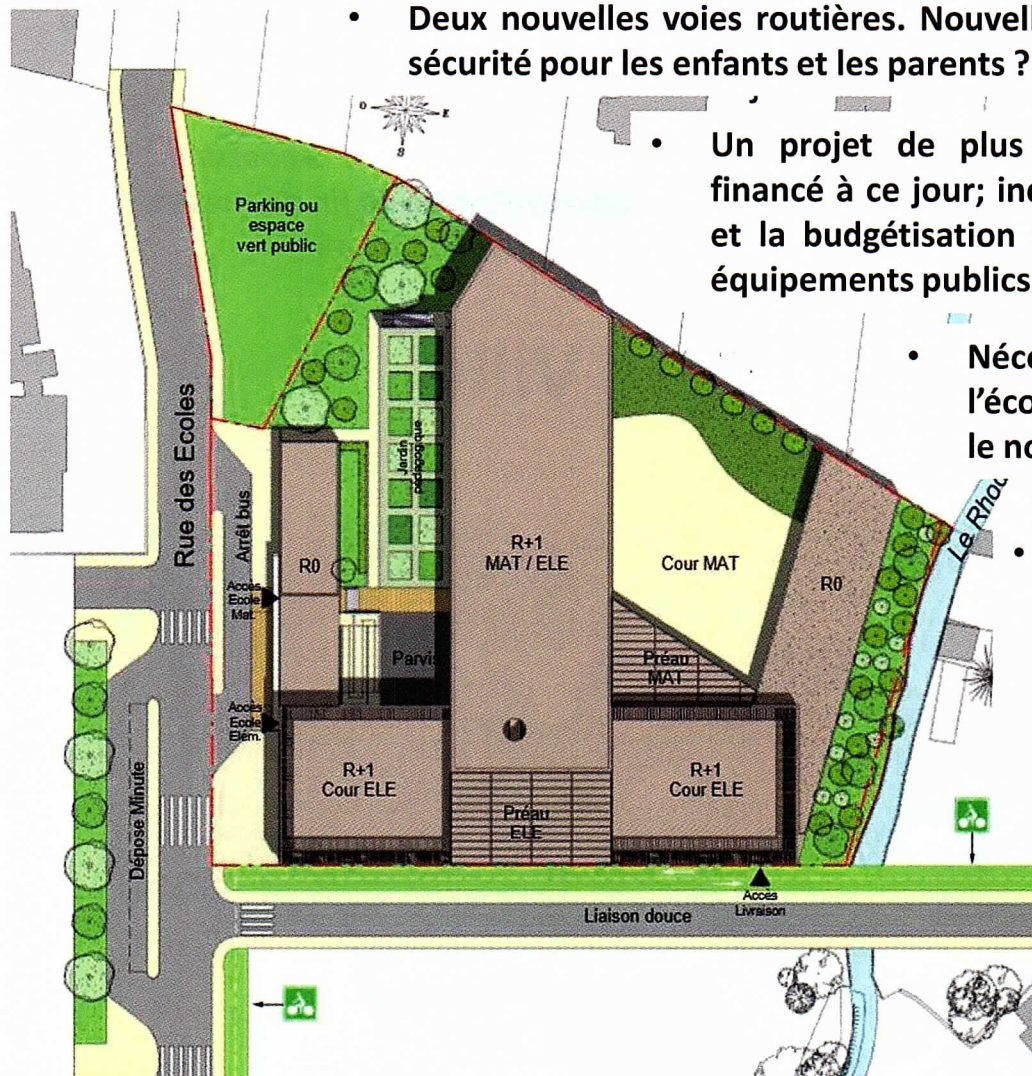 • Deux nouvelles voies routières. Nouvell
sécurité pour les enfants et les parents ?
• Un projet de plus
financé à ce jour; in
et la budgétisation
équipements publics
• Néc
l'éco
le no
•
O
E
S
Parking ou
espace
vert public
Rue des Ecoles
Arrêt bus
Jardin
pédagogique
R0
R+1
MAT / ELE
Cour MAT
R0
Le Rho
Accès
Ecole
Mat.
Parvis
Préau
MAT
Accès
Ecole
Elem.
R+1
Cour ELE
Préau
ELE
R+1
Cour ELE
Dépose Minute
Accès
Livraison
Liaison douce